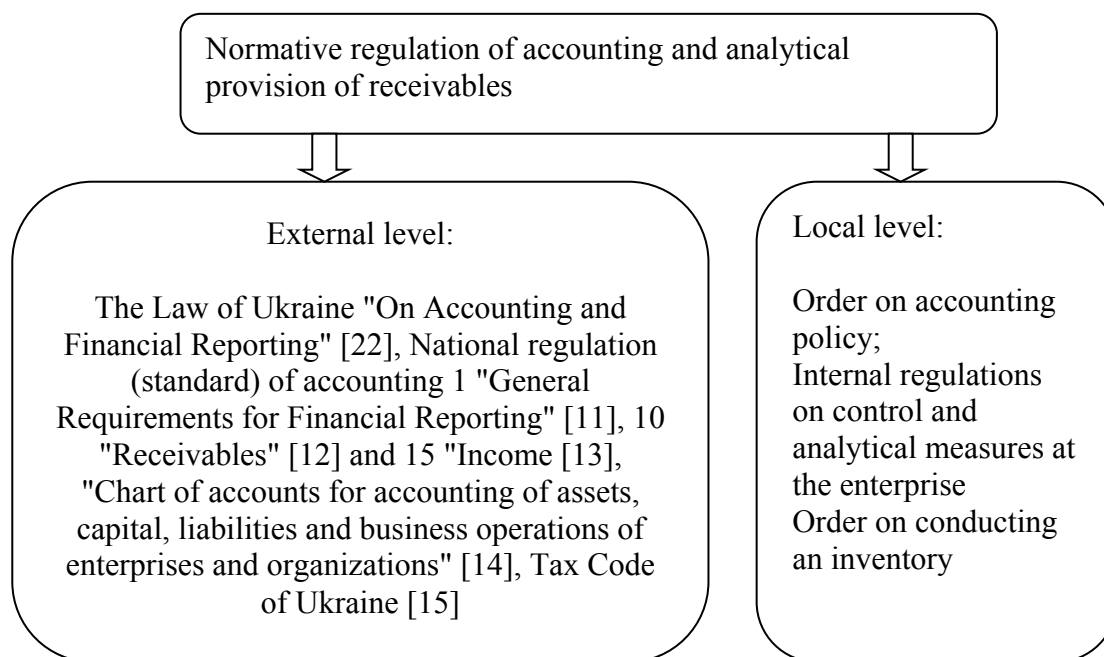 Normative regulation of accounting and analytical
provision of receivables
External level:
The Law of Ukraine "On Accounting and
Financial Reporting" [22], National regulation
(standard) of accounting 1 "General
Requirements for Financial Reporting" [11], 10
"Receivables" [12] and 15 "Income [13],
"Chart of accounts for accounting of assets,
capital, liabilities and business operations of
enterprises and organizations" [14], Tax Code
of Ukraine [15]
Local level:
Order on accounting
policy;
Internal regulations
on control and
analytical measures at
the enterprise
Order on conducting
an inventory